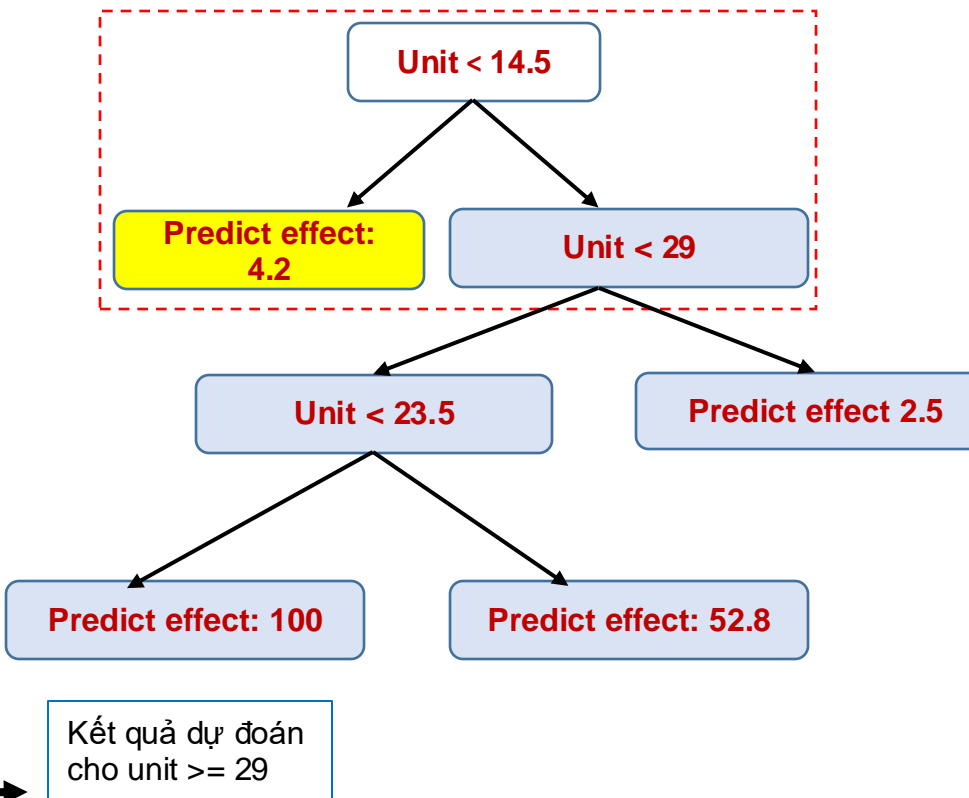 Unit < 14.5
Predict effect:
4.2
Unit < 29
Unit < 23.5
Predict effect 2.5
Predict effect: 100
Predict effect: 52.8
Kết quả dự đoán
cho unit >= 29